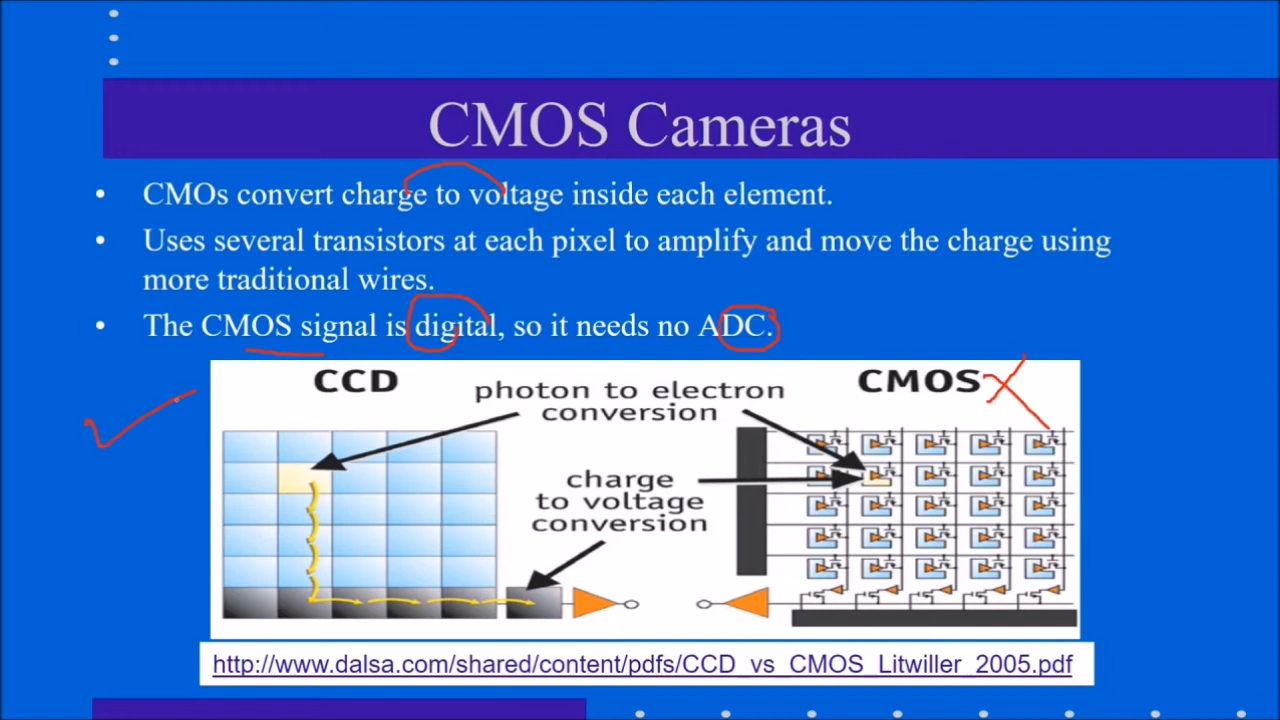 CMOS Cameras
• CMOs convert charge to voltage inside each element.
• Uses several transistors at each pixel to amplify and move the charge using
more traditional wires.
• The CMOS signal is digital, so it needs no ADC.
CCD
photon to electron
conversion
CMOS
charge
to voltage
conversion
http://www.dalsa.com/shared/content/pdfs/CCD_vs_CMOS_Litwiller_2005.pdf